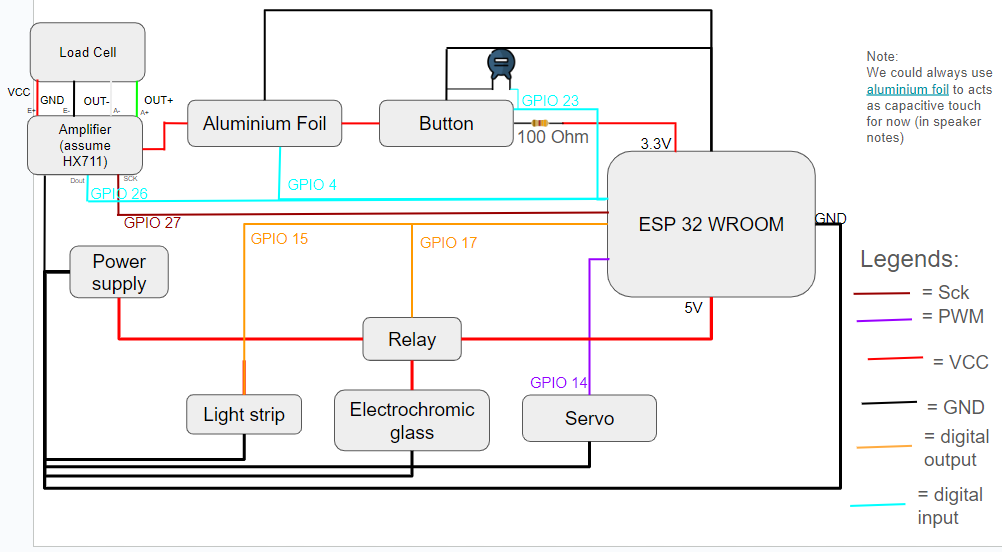 Load Cell
VCC
GND
OUT-
OUT+
E+
E-
A-
A+
Amplifier
(assume
HX711)
Dout
SCK
Aluminium Foil
Button
GPIO 23
100 Ohm
3.3V
GPIO 4
GPIO 26
GPIO 27
GPIO 15
GPIO 17
ESP 32 WROOM
GND
5V
Power
supply
Relay
GPIO 14
Light strip
Electrochromic
glass
Servo
Note:
We could always use
aluminium foil to acts
as capacitive touch
for now (in speaker
notes)
Legends:
= Sck
= PWM
= VCC
= GND
= digital
output
= digital
input